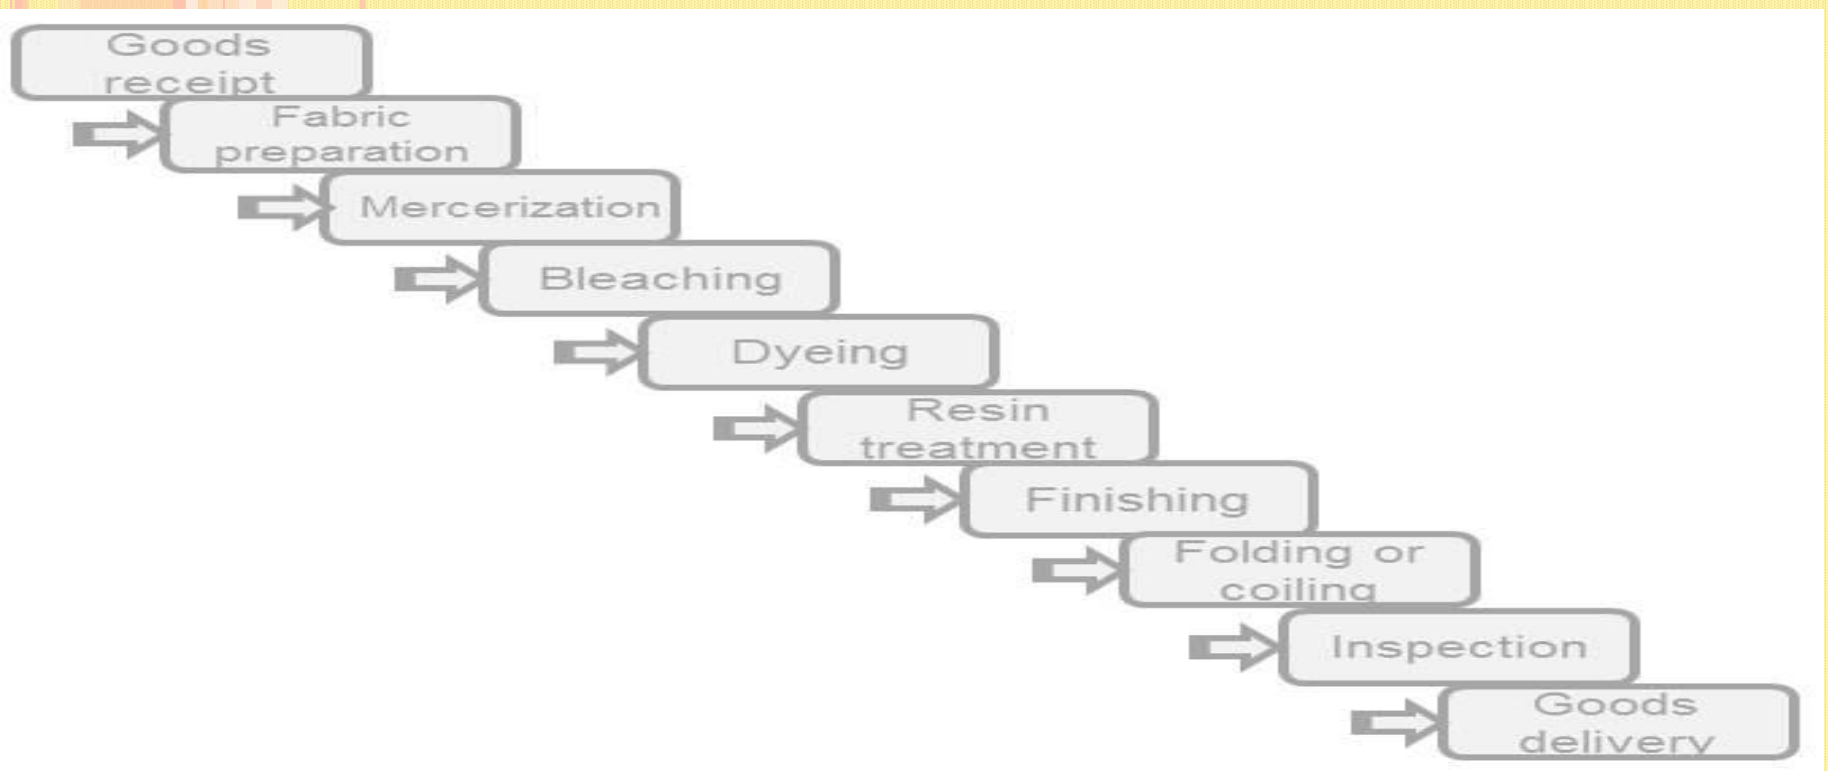 Goods
receipt
Fabric
preparation
Mercerization
Bleaching
Dyeing
Resin
treatment
Finishing
Folding or
coiling
Inspection
Goods
delivery